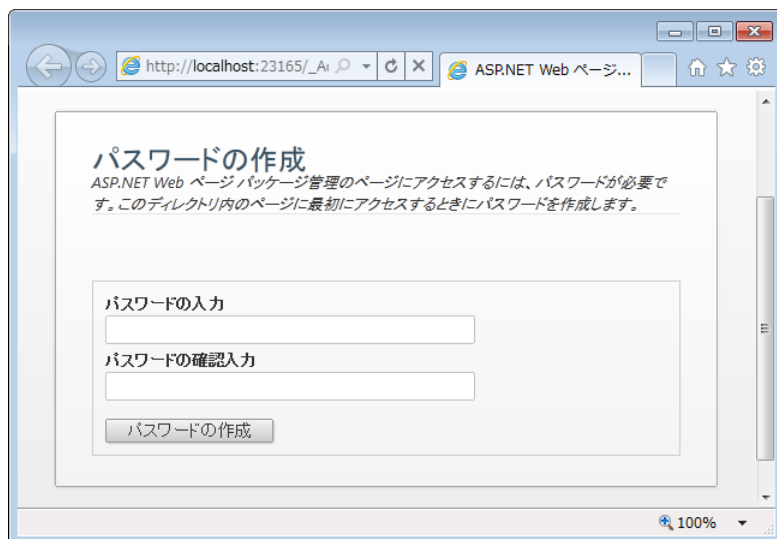 http://localhost:23165/_A
ASP.NET Web ページ...
パスワードの作成
ASP.NET Web ページ パッケージ管理のページにアクセスするには、パスワードが必要で
す。このディレクトリ内のページに最初にアクセスするときにパスワードを作成します。
パスワードの入力
パスワードの確認入力
パスワードの作成
100%